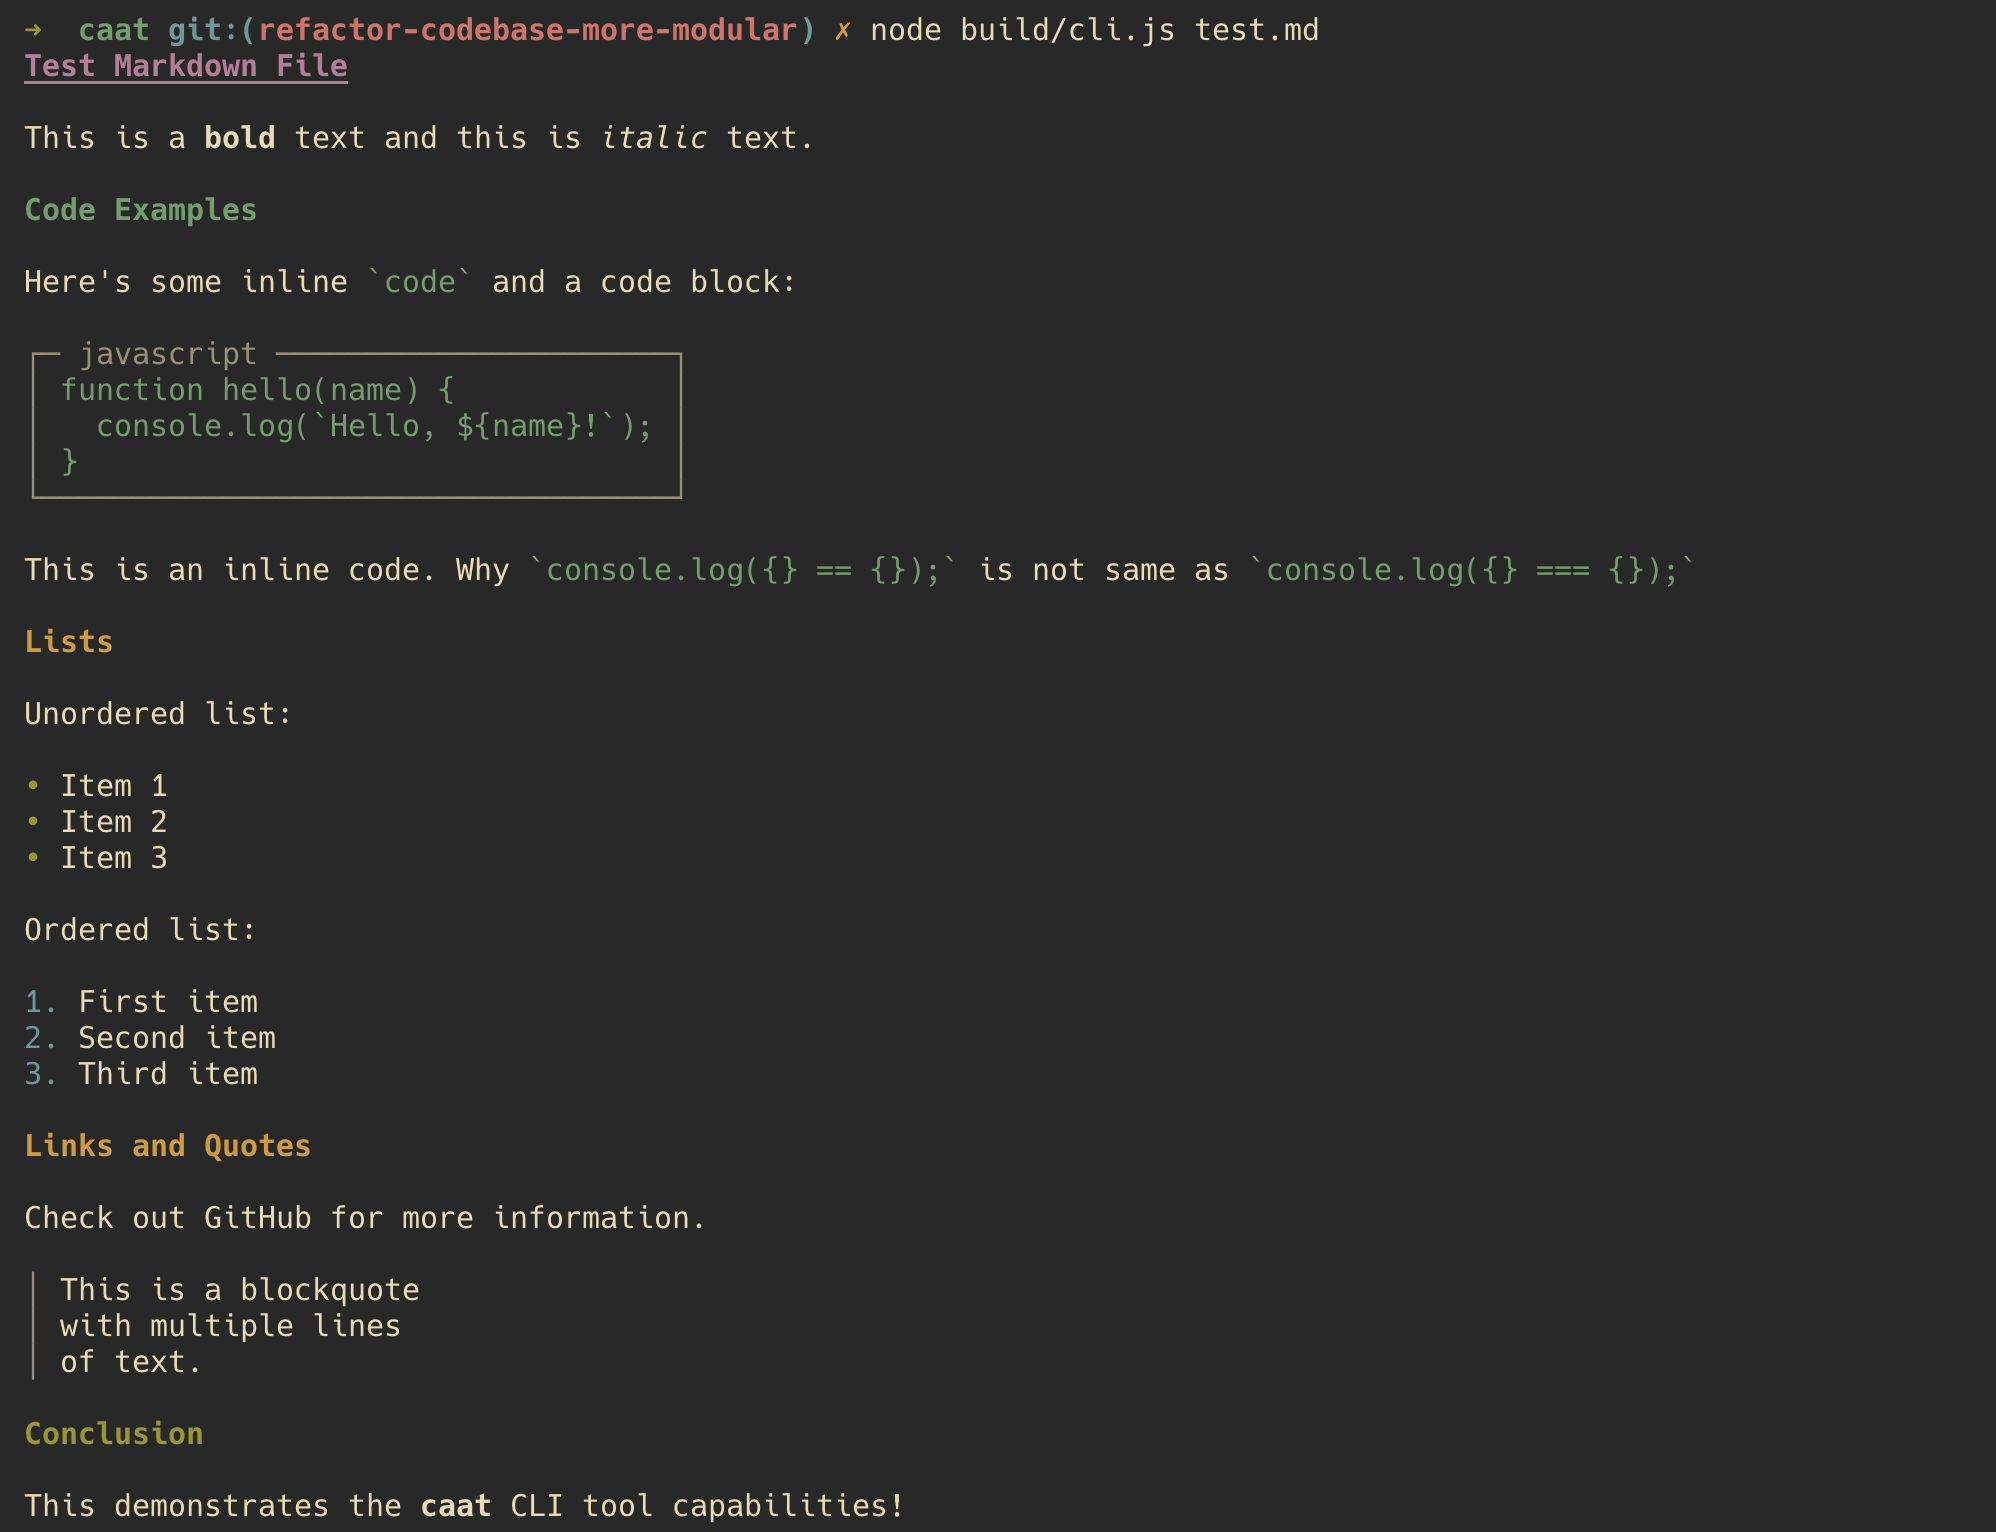 ➜  caat git:(refactor-codebase-more-modular) ✗ node build/cli.js test.md
Test Markdown File
This is a bold text and this is italic text.
Code Examples
Here's some inline `code` and a code block:
javascript
function hello(name) {
  console.log(`Hello, ${name}!`);
}
This is an inline code. Why `console.log({} == {});` is not same as `console.log({} === {});`
Lists
Unordered list:
• Item 1
• Item 2
• Item 3
Ordered list:
1. First item
2. Second item
3. Third item
Links and Quotes
Check out GitHub for more information.
This is a blockquote
with multiple lines
of text.
Conclusion
This demonstrates the caat CLI tool capabilities!